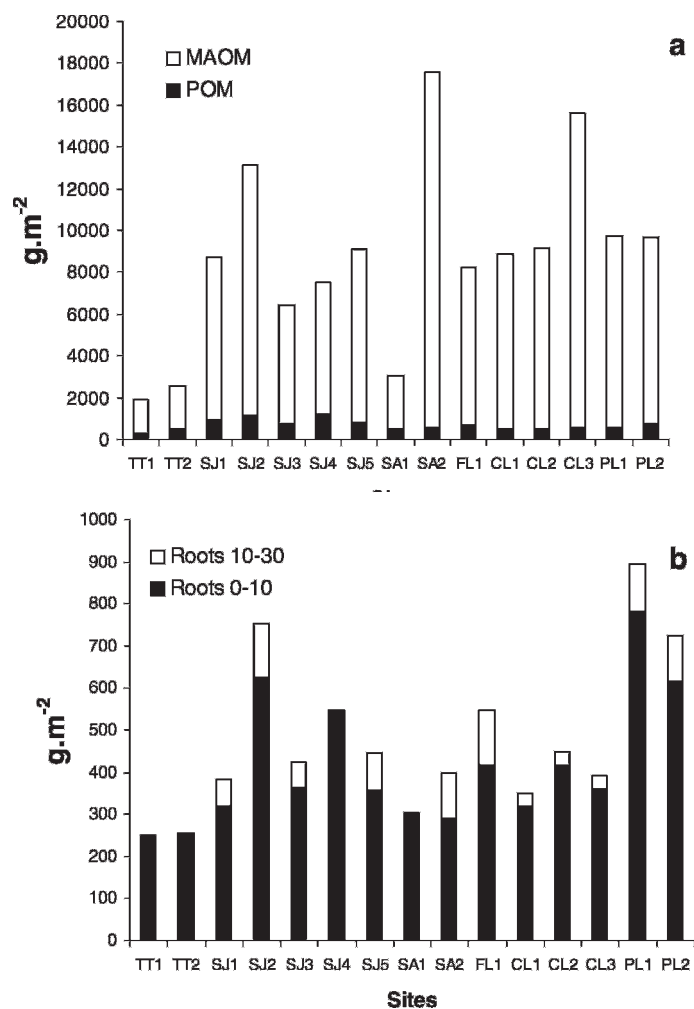 a
20000
18000
16000
14000
12000
10000
8000
6000
4000
2000
0
g.m-2
MAOM
POM
TT1 TT2 SJ1 SJ2 SJ3 SJ4 SJ5 SA1 SA2 FL1 CL1 CL2 CL3 PL1 PL2
b
1000
900
800
700
600
500
400
300
200
100
0
g.m-2
Roots 10-30
Roots 0-10
TT1 TT2 SJ1 SJ2 SJ3 SJ4 SJ5 SA1 SA2 FL1 CL1 CL2 CL3 PL1 PL2
Sites